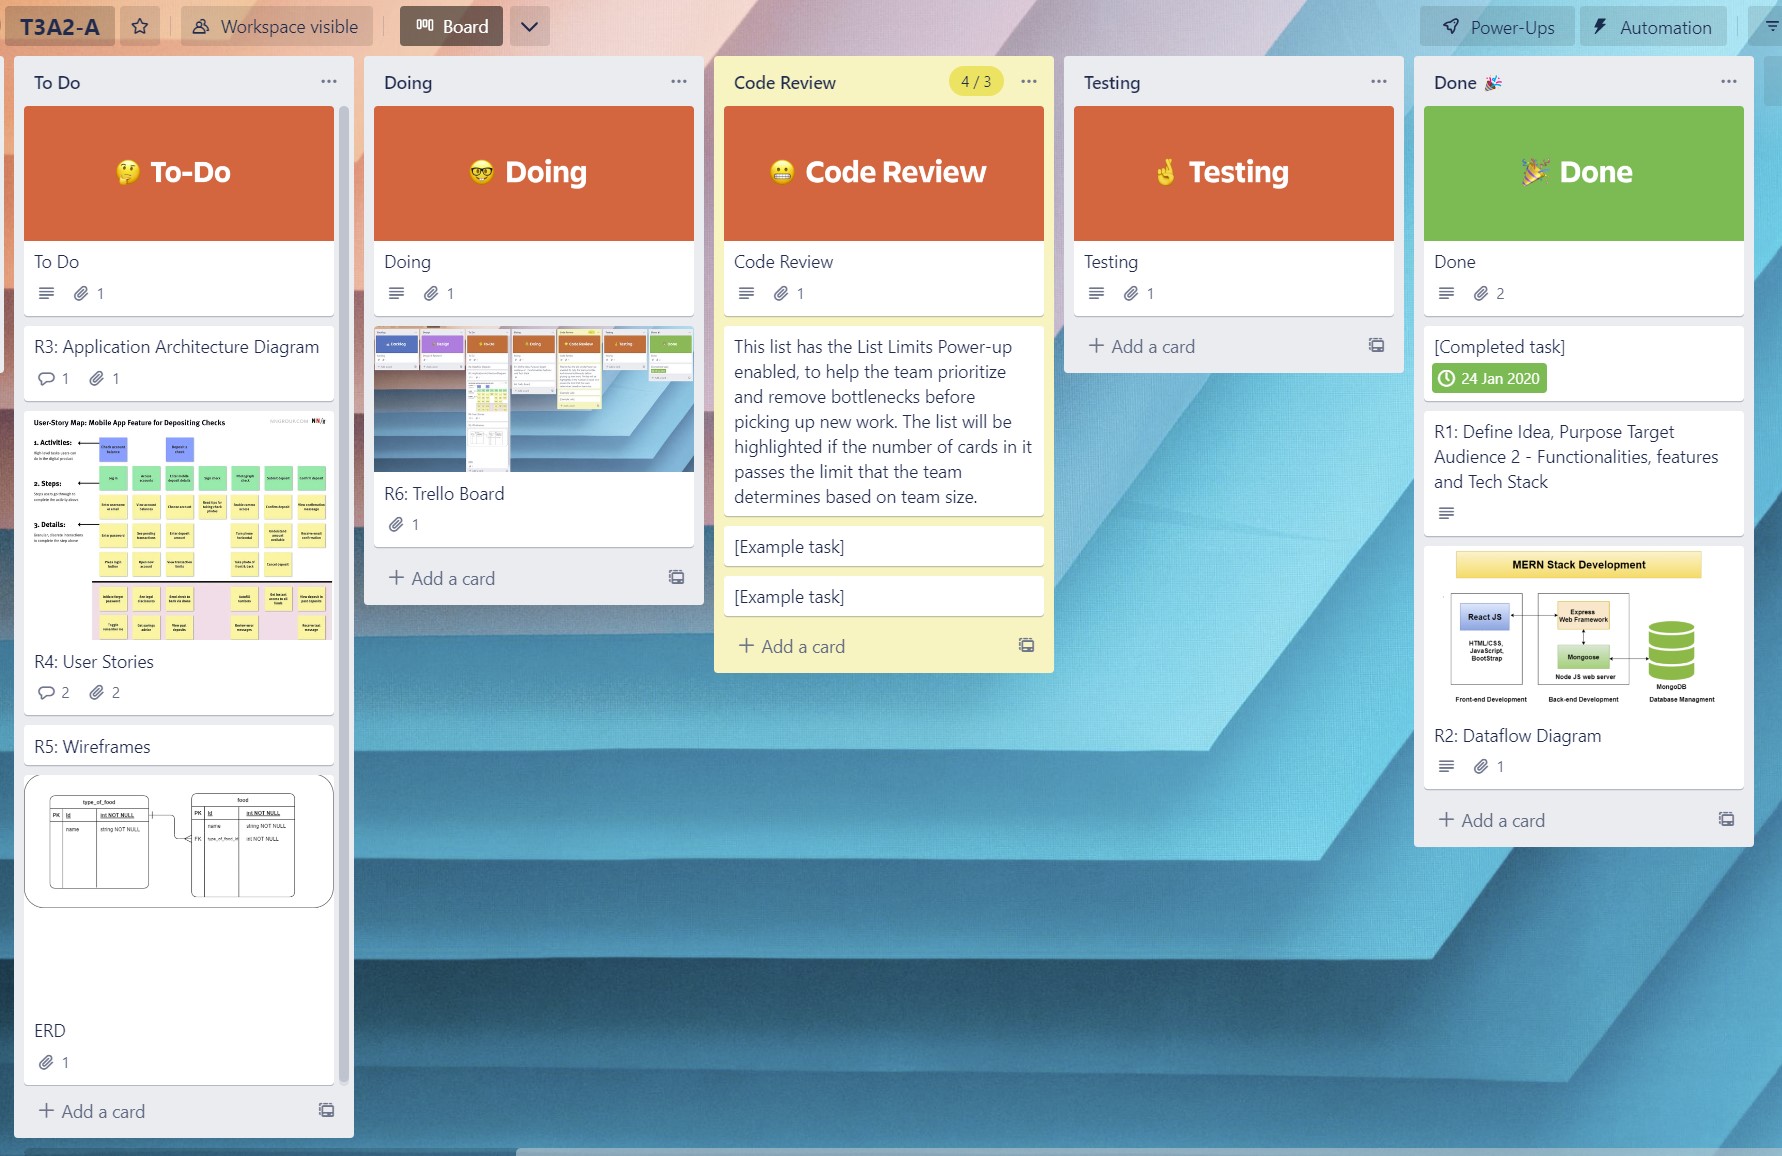 T3A2-A
Workspace visible
Board
Power-Ups
Automation
To Do
To-Do
To Do
1
R3: Application Architecture Diagram
1 1
User-Story Map: Mobile App Feature for Depositing Checks
NN/g
1. Activities:
2. Steps:
3. Details:
R4: User Stories
2 2
R5: Wireframes
type_of_food
PK Id int NOT NULL
name string NOT NULL
food
PK Id int NOT NULL
name string NOT NULL
FK int NOT NULL
ERD
1
Add a card
Doing
Doing
Doing
1
R6: Trello Board
1
Add a card
Code Review
4 / 3
Code Review
Code Review
1
This list has the List Limits Power-up
enabled, to help the team prioritize
and remove bottlenecks before
picking up new work. The list will be
highlighted if the number of cards in it
passes the limit that the team
determines based on team size.
[Example task]
[Example task]
Add a card
Testing
Testing
Testing
1
Add a card
Done
Done
Done
2
[Completed task]
24 Jan 2020
R1: Define Idea, Purpose Target
Audience 2 - Functionalities, features
and Tech Stack
MERN Stack Development
React JS
HTML/CSS,
JavaScript,
BootStrap
Front-end Development
Express
Web Framework
Mongoose
Node JS web server
Back-end Development
MongoDB
Database Managment
R2: Dataflow Diagram
1
Add a card